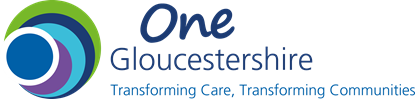 One
Gloucestershire
Transforming Care, Transforming Communities